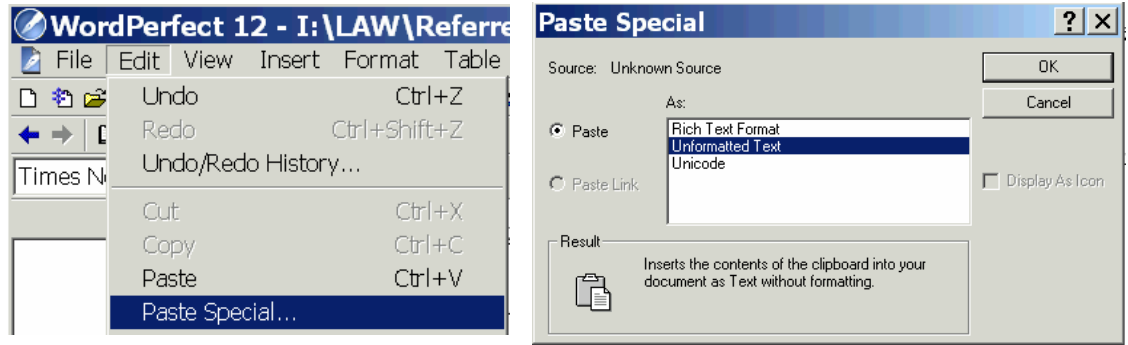 WordPerfect 12 - I:\LAW\Referre
File Edit View Insert Format Table
Undo Ctrl+Z
Redo Ctrl+Shift+Z
Undo/Redo History...
Times N
Cut Ctrl+X
Copy Ctrl+C
Paste Ctrl+V
Paste Special...
Paste Special
Source: Unknown Source
As:
Paste
Rich Text Format
Unformatted Text
Unicode
Paste Link
OK
Cancel
Display As Icon
Result
Inserts the contents of the clipboard into your
document as Text without formatting.